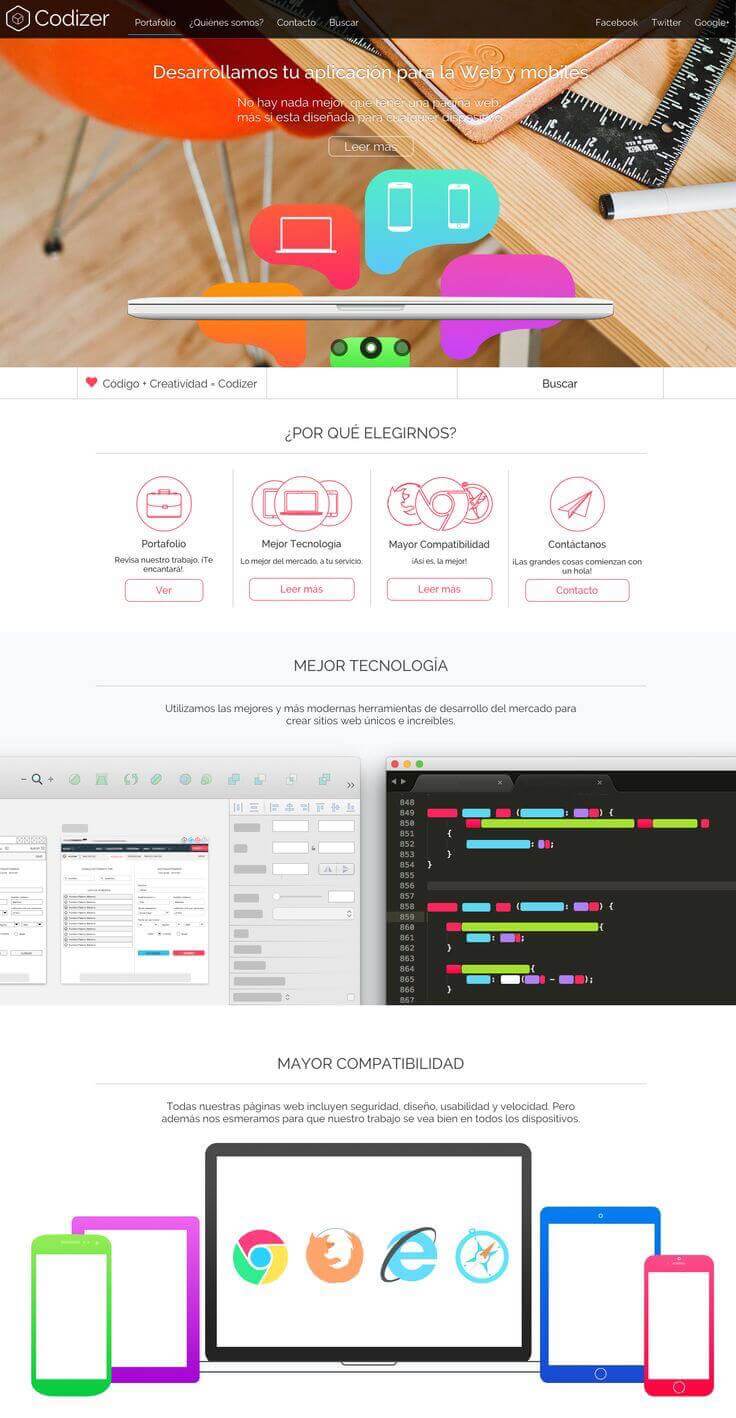 Codizer
Portafolio
¿Quiénes somos?
Contacto
Buscar
Facebook
Twitter
Google+
Desarrollamos tu aplicación para la Web y mobiles
No hay nada mejor que tener una página web,
más si esta diseñada para cualquier dispositivo.
Leer más
Código + Creatividad = Codizer
Buscar
¿POR QUÉ ELEGIRNOS?
Portafolio
Revisa nuestro trabajo, ¡Te
encantará!
Ver
Mejor Tecnología
Lo mejor del mercado, a tu servicio.
Leer más
Mayor Compatibilidad
¡Así es, la mejor!
Leer más
Contáctanos
¡Las grandes cosas comienzan con
un hola!
Contacto
MEJOR TECNOLOGÍA
Utilizamos las mejores y más modernas herramientas de desarrollo del mercado para
crear sitios web únicos e increíbles.
848
849 ( : ) {
850
851 {
852 : ;
853 }
854 }
855
856
857
858 ( : ) {
859
860 {
861 : ;
862 }
863
864 {
865 : ( - );
866 }
867
MAYOR COMPATIBILIDAD
Todas nuestras páginas web incluyen seguridad, diseño, usabilidad y velocidad. Pero
además nos esmeramos para que nuestro trabajo se vea bien en todos los dispositivos.